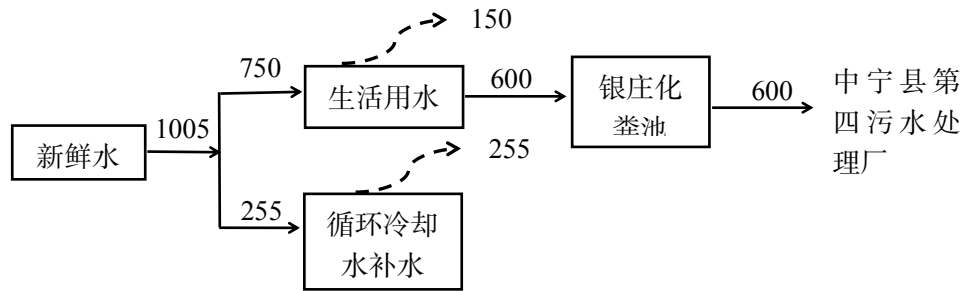 150
750
生活用水
600
银庄化
粪池
600
中宁县第
四污水处
理厂
1005
新鲜水
255
255
循环冷却
水补水